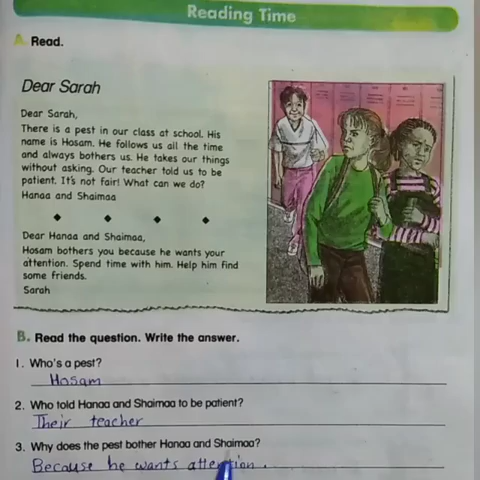 Reading Time
A. Read.
Dear Sarah
Dear Sarah,
There is a pest in our class at school. His
name is Hosam. He follows us all the time
and always bothers us. He takes our things
without asking. Our teacher told us to be
patient. It's not fair! What can we do?
Hanaa and Shaimaa
Dear Hanaa and Shaimaa,
Hosam bothers you because he wants your
attention. Spend time with him. Help him find
some friends.
Sarah
B. Read the question. Write the answer.
1. Who's a pest?
Hosam
2. Who told Hanaa and Shaimaa to be patient?
Their teacher
3. Why does the pest bother Hanaa and Shaimaa?
Because he wants attention.